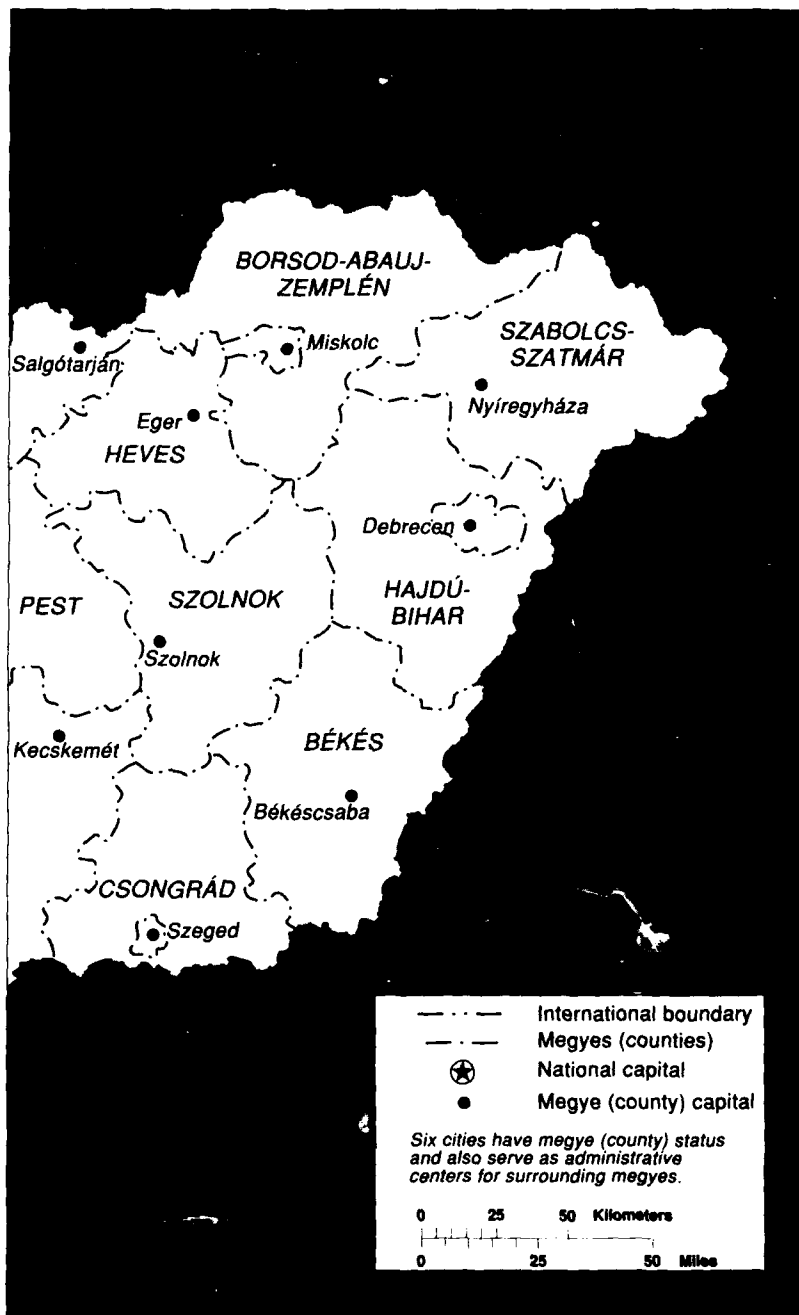 BORSOD-ABAUJ-
ZEMPLÉN
SZABOLCS-
SZATMÁR
Salgótarján
Miskolc
Nyíregyháza
Eger
HEVES
Debrecen
PEST
SZOLNOK
HAJDÚ-
BIHAR
Szolnok
Kecskemét
BÉKÉS
Békéscsaba
CSONGRÁD
Szeged
International boundary
Megyes (counties)
National capital
Megye (county) capital
Six cities have megye (county) status
and also serve as administrative
centers for surrounding megyes.
0 25 50 Kilometers
0 25 50 Miles